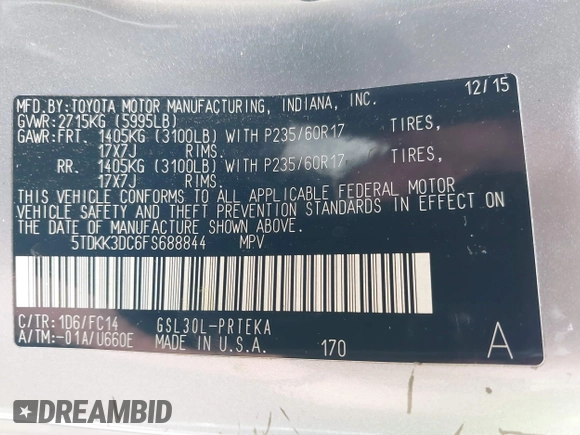 MFD.BY:TOYOTA MOTOR MANUFACTURING, INDIANA, INC. 12/15
GVWR:2715KG (5995LB)
GAWR:FRT. 1405KG (3100LB) WITH P235/60R17 TIRES,
17X7J RIMS.
RR. 1405KG (3100LB) WITH P235/60R17 TIRES,
17X7J RIMS.
THIS VEHICLE CONFORMS TO ALL APPLICABLE FEDERAL MOTOR
VEHICLE SAFETY AND THEFT PREVENTION STANDARDS IN EFFECT ON
THE DATE OF MANUFACTURE SHOWN ABOVE.
5TDKK3DC6FS688844 MPV
C/TR:1D6/FC14 GSL30L-PRTEKA
A/TM:-01A/U660E MADE IN U.S.A. 170 A
DREAMBID